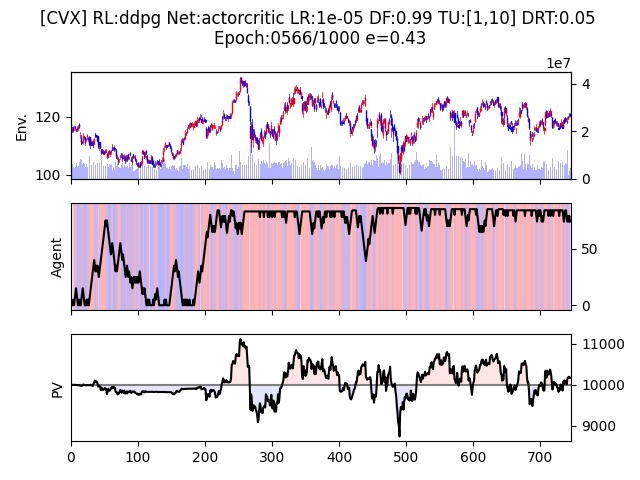 [CVX] RL:ddpg Net:actorcritic LR:1e-05 DF:0.99 TU:[1,10] DRT:0.05
Epoch:0566/1000 e=0.43
1e7
Env.
120
100
4
2
0
Agent
50
0
PV
11000
10000
9000
0 100 200 300 400 500 600 700